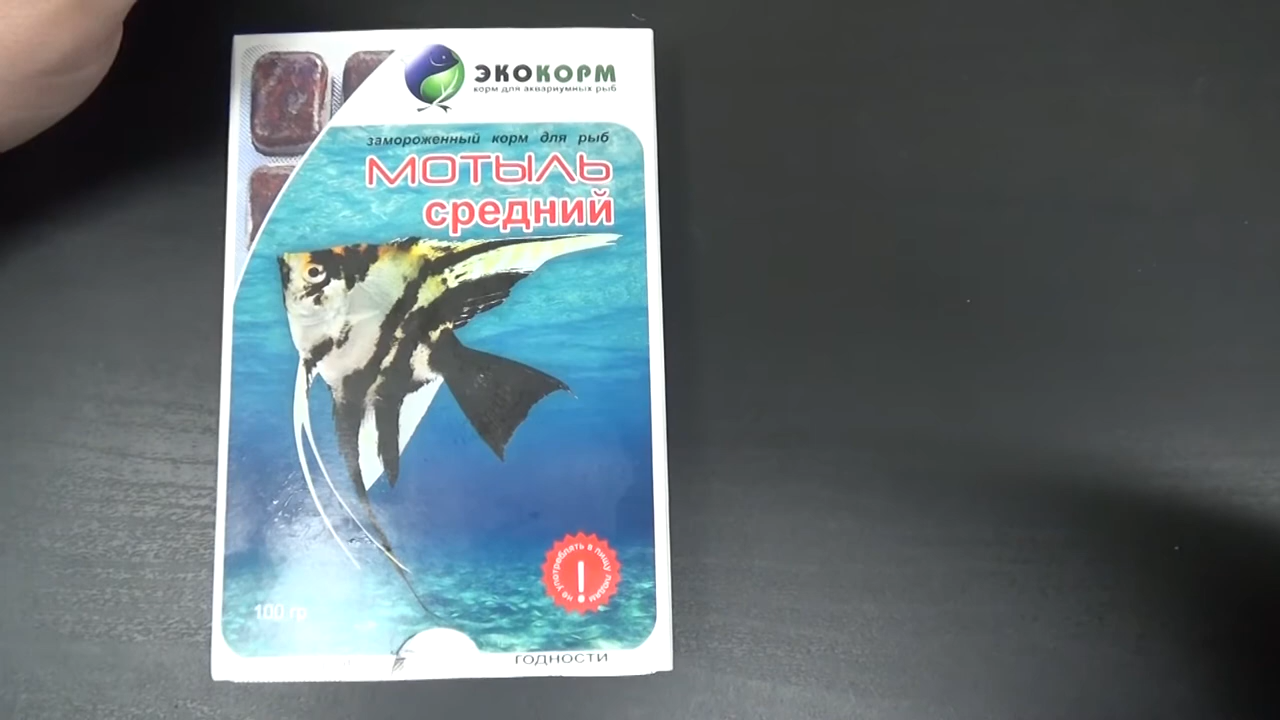 ЭКОКОРМ
корм для аквариумных рыб
замороженный корм для рыб
МОТЫЛЬ
средний
не употреблять в пищу людям
!
100 гр
ГОДНОСТИ